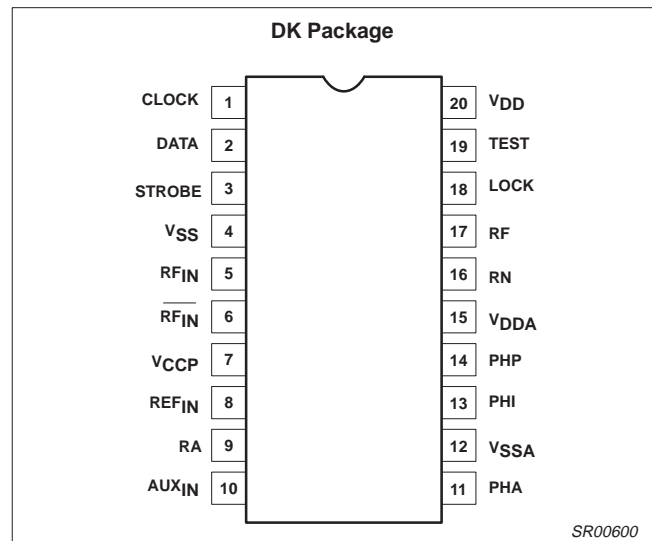 DK Package
CLOCK 1 20 VDD
DATA 2 19 TEST
STROBE 3 18 LOCK
VSS 4 17 RF
RFIN 5 16 RN
RFIN 6 15 VDDA
VCCP 7 14 PHP
REFIN 8 13 PHI
RA 9 12 VSSA
AUXIN 10 11 PHA
SR00600